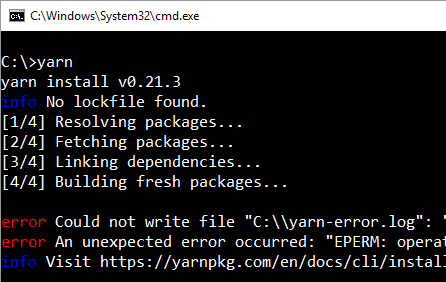 C:\Windows\System32\cmd.exe
C:\>yarn
yarn install v0.21.3
info No lockfile found.
[1/4] Resolving packages...
[2/4] Fetching packages...
[3/4] Linking dependencies...
[4/4] Building fresh packages...
error Could not write file "C:\\yarn-error.log": "
error An unexpected error occurred: "EPERM: operat
info Visit https://yarnpkg.com/en/docs/cli/install